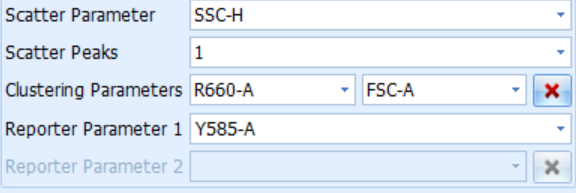 Scatter Parameter SSC-H
Scatter Peaks 1
Clustering Parameters R660-A FSC-A
Reporter Parameter 1 Y585-A
Reporter Parameter 2